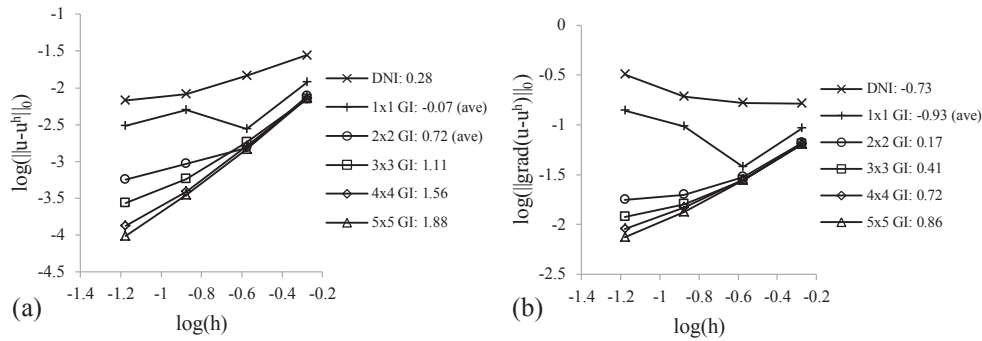 -1
-1.5
-2
-2.5
-3
-3.5
-4
-4.5
log(||u-uʰ||₀)
-1.4 -1.2 -1 -0.8 -0.6 -0.4 -0.2
log(h)
DNI: 0.28
1x1 GI: -0.07 (ave)
2x2 GI: 0.72 (ave)
3x3 GI: 1.11
4x4 GI: 1.56
5x5 GI: 1.88
(a)
0
-0.5
-1
-1.5
-2
-2.5
log(||grad(u-uʰ)||₀)
-1.4 -1.2 -1 -0.8 -0.6 -0.4 -0.2
log(h)
DNI: -0.73
1x1 GI: -0.93 (ave)
2x2 GI: 0.17
3x3 GI: 0.41
4x4 GI: 0.72
5x5 GI: 0.86
(b)